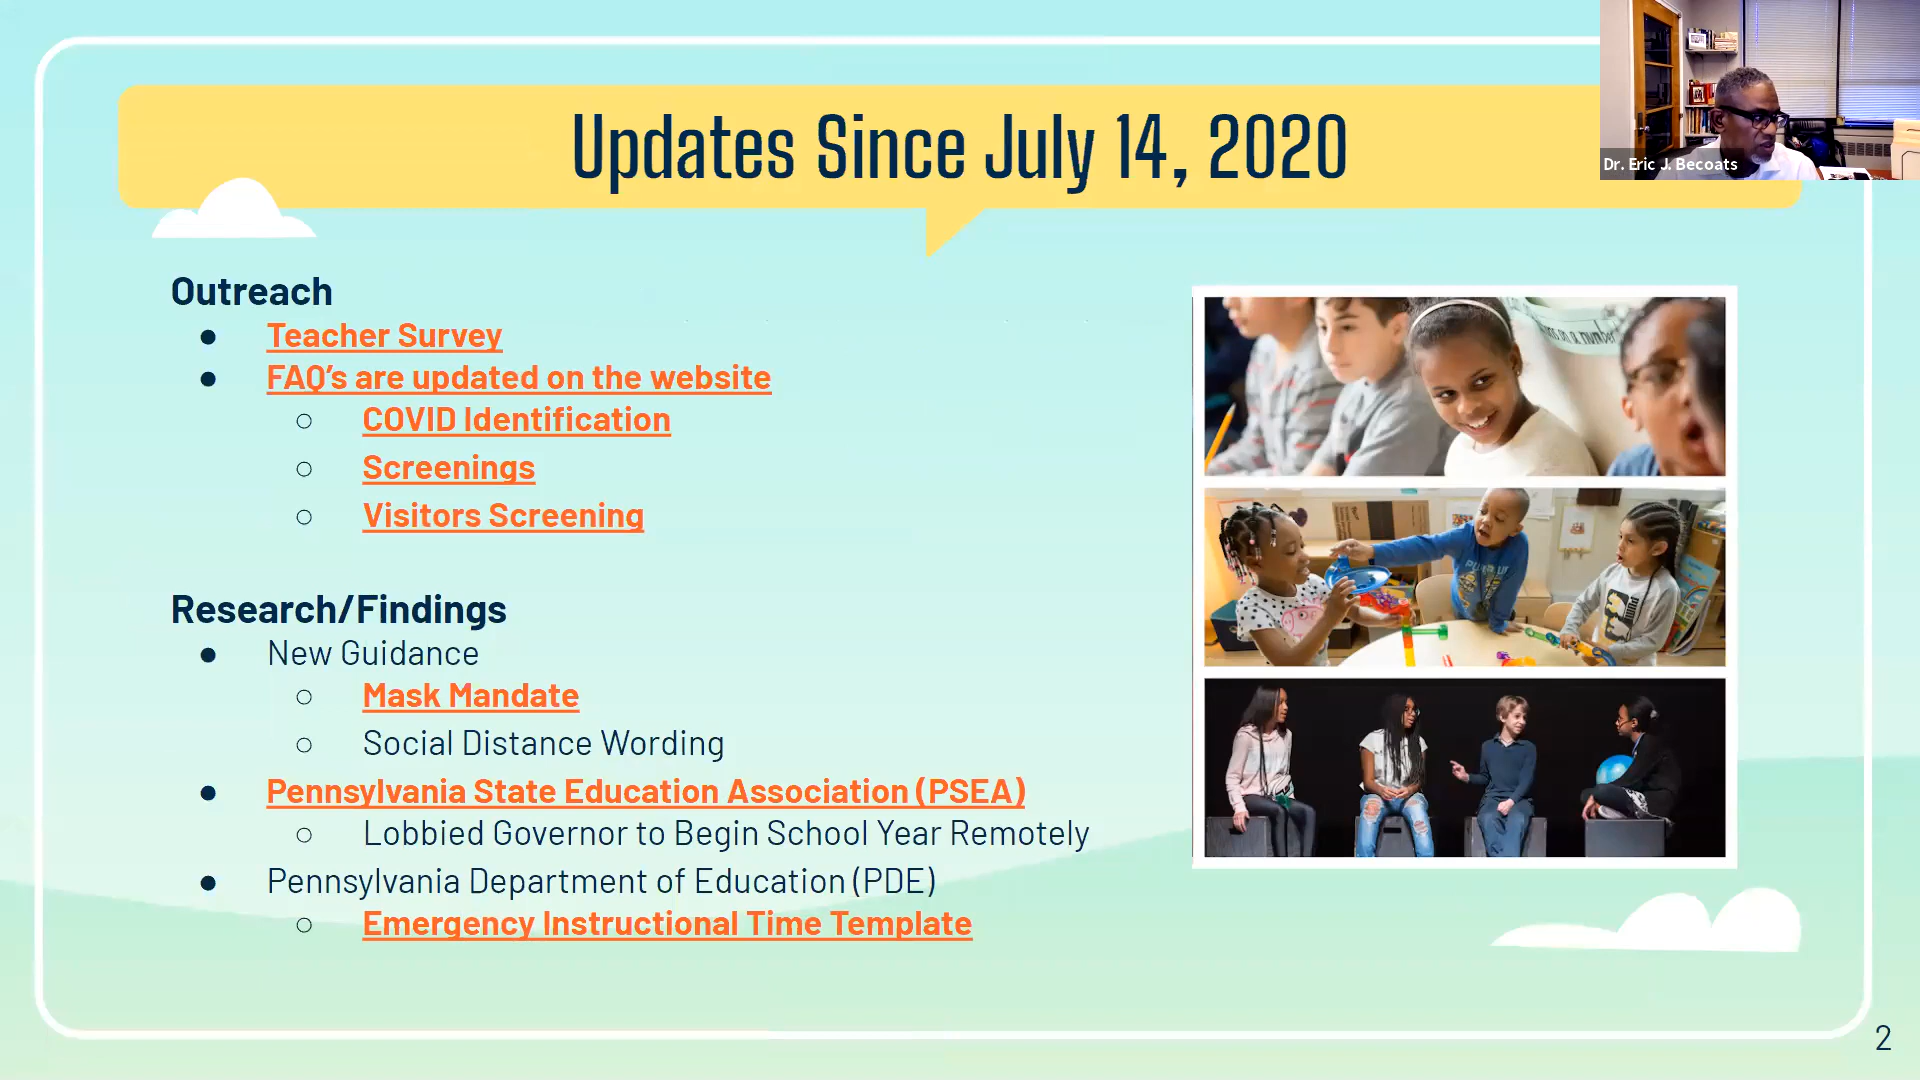 Updates Since July 14, 2020
Dr. Eric J. Becoats
Outreach
● Teacher Survey
● FAQ's are updated on the website
○ COVID Identification
○ Screenings
○ Visitors Screening
Research/Findings
● New Guidance
○ Mask Mandate
○ Social Distance Wording
● Pennsylvania State Education Association (PSEA)
○ Lobbied Governor to Begin School Year Remotely
● Pennsylvania Department of Education (PDE)
○ Emergency Instructional Time Template
2